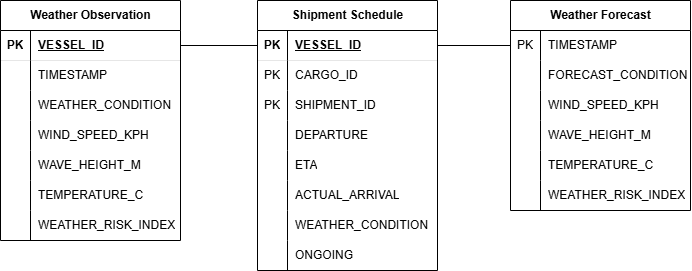 Weather Observation
PK VESSEL_ID
TIMESTAMP
WEATHER_CONDITION
WIND_SPEED_KPH
WAVE_HEIGHT_M
TEMPERATURE_C
WEATHER_RISK_INDEX
Shipment Schedule
PK VESSEL_ID
PK CARGO_ID
PK SHIPMENT_ID
DEPARTURE
ETA
ACTUAL_ARRIVAL
WEATHER_CONDITION
ONGOING
Weather Forecast
PK TIMESTAMP
FORECAST_CONDITION
WIND_SPEED_KPH
WAVE_HEIGHT_M
TEMPERATURE_C
WEATHER_RISK_INDEX